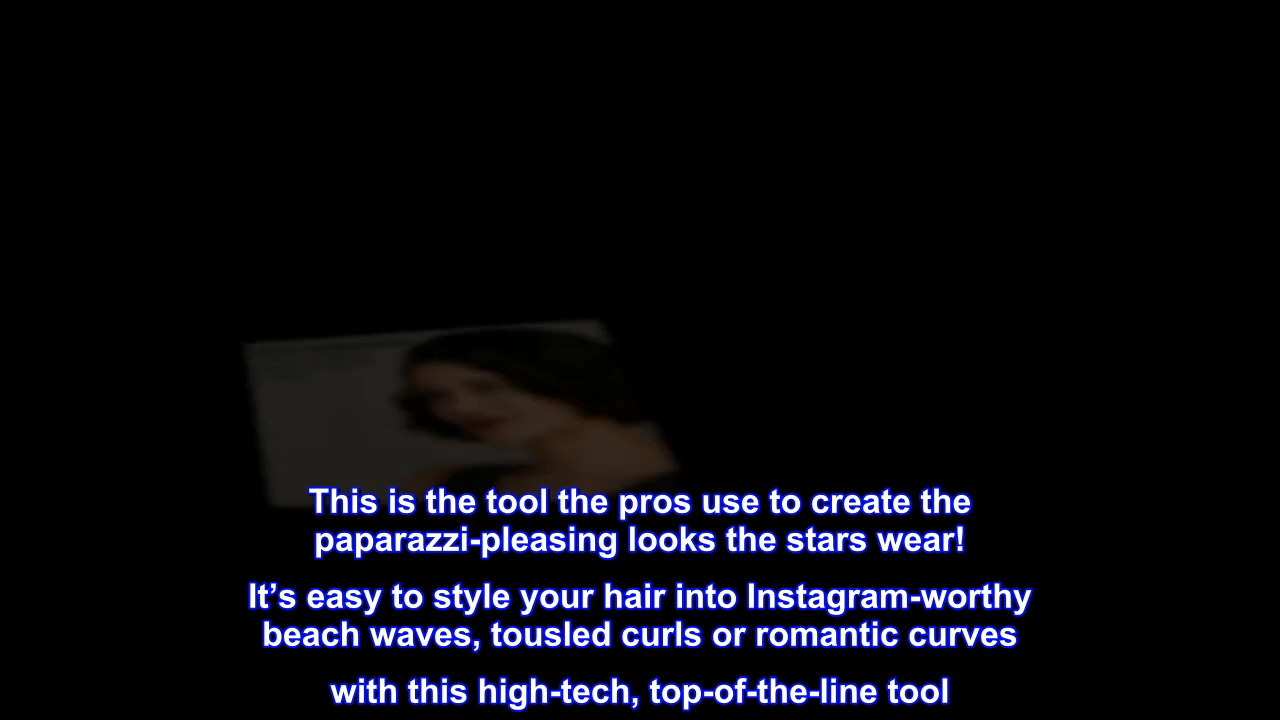 This is the tool the pros use to create the
paparazzi-pleasing looks the stars wear!
It’s easy to style your hair into Instagram-worthy
beach waves, tousled curls or romantic curves
with this high-tech, top-of-the-line tool